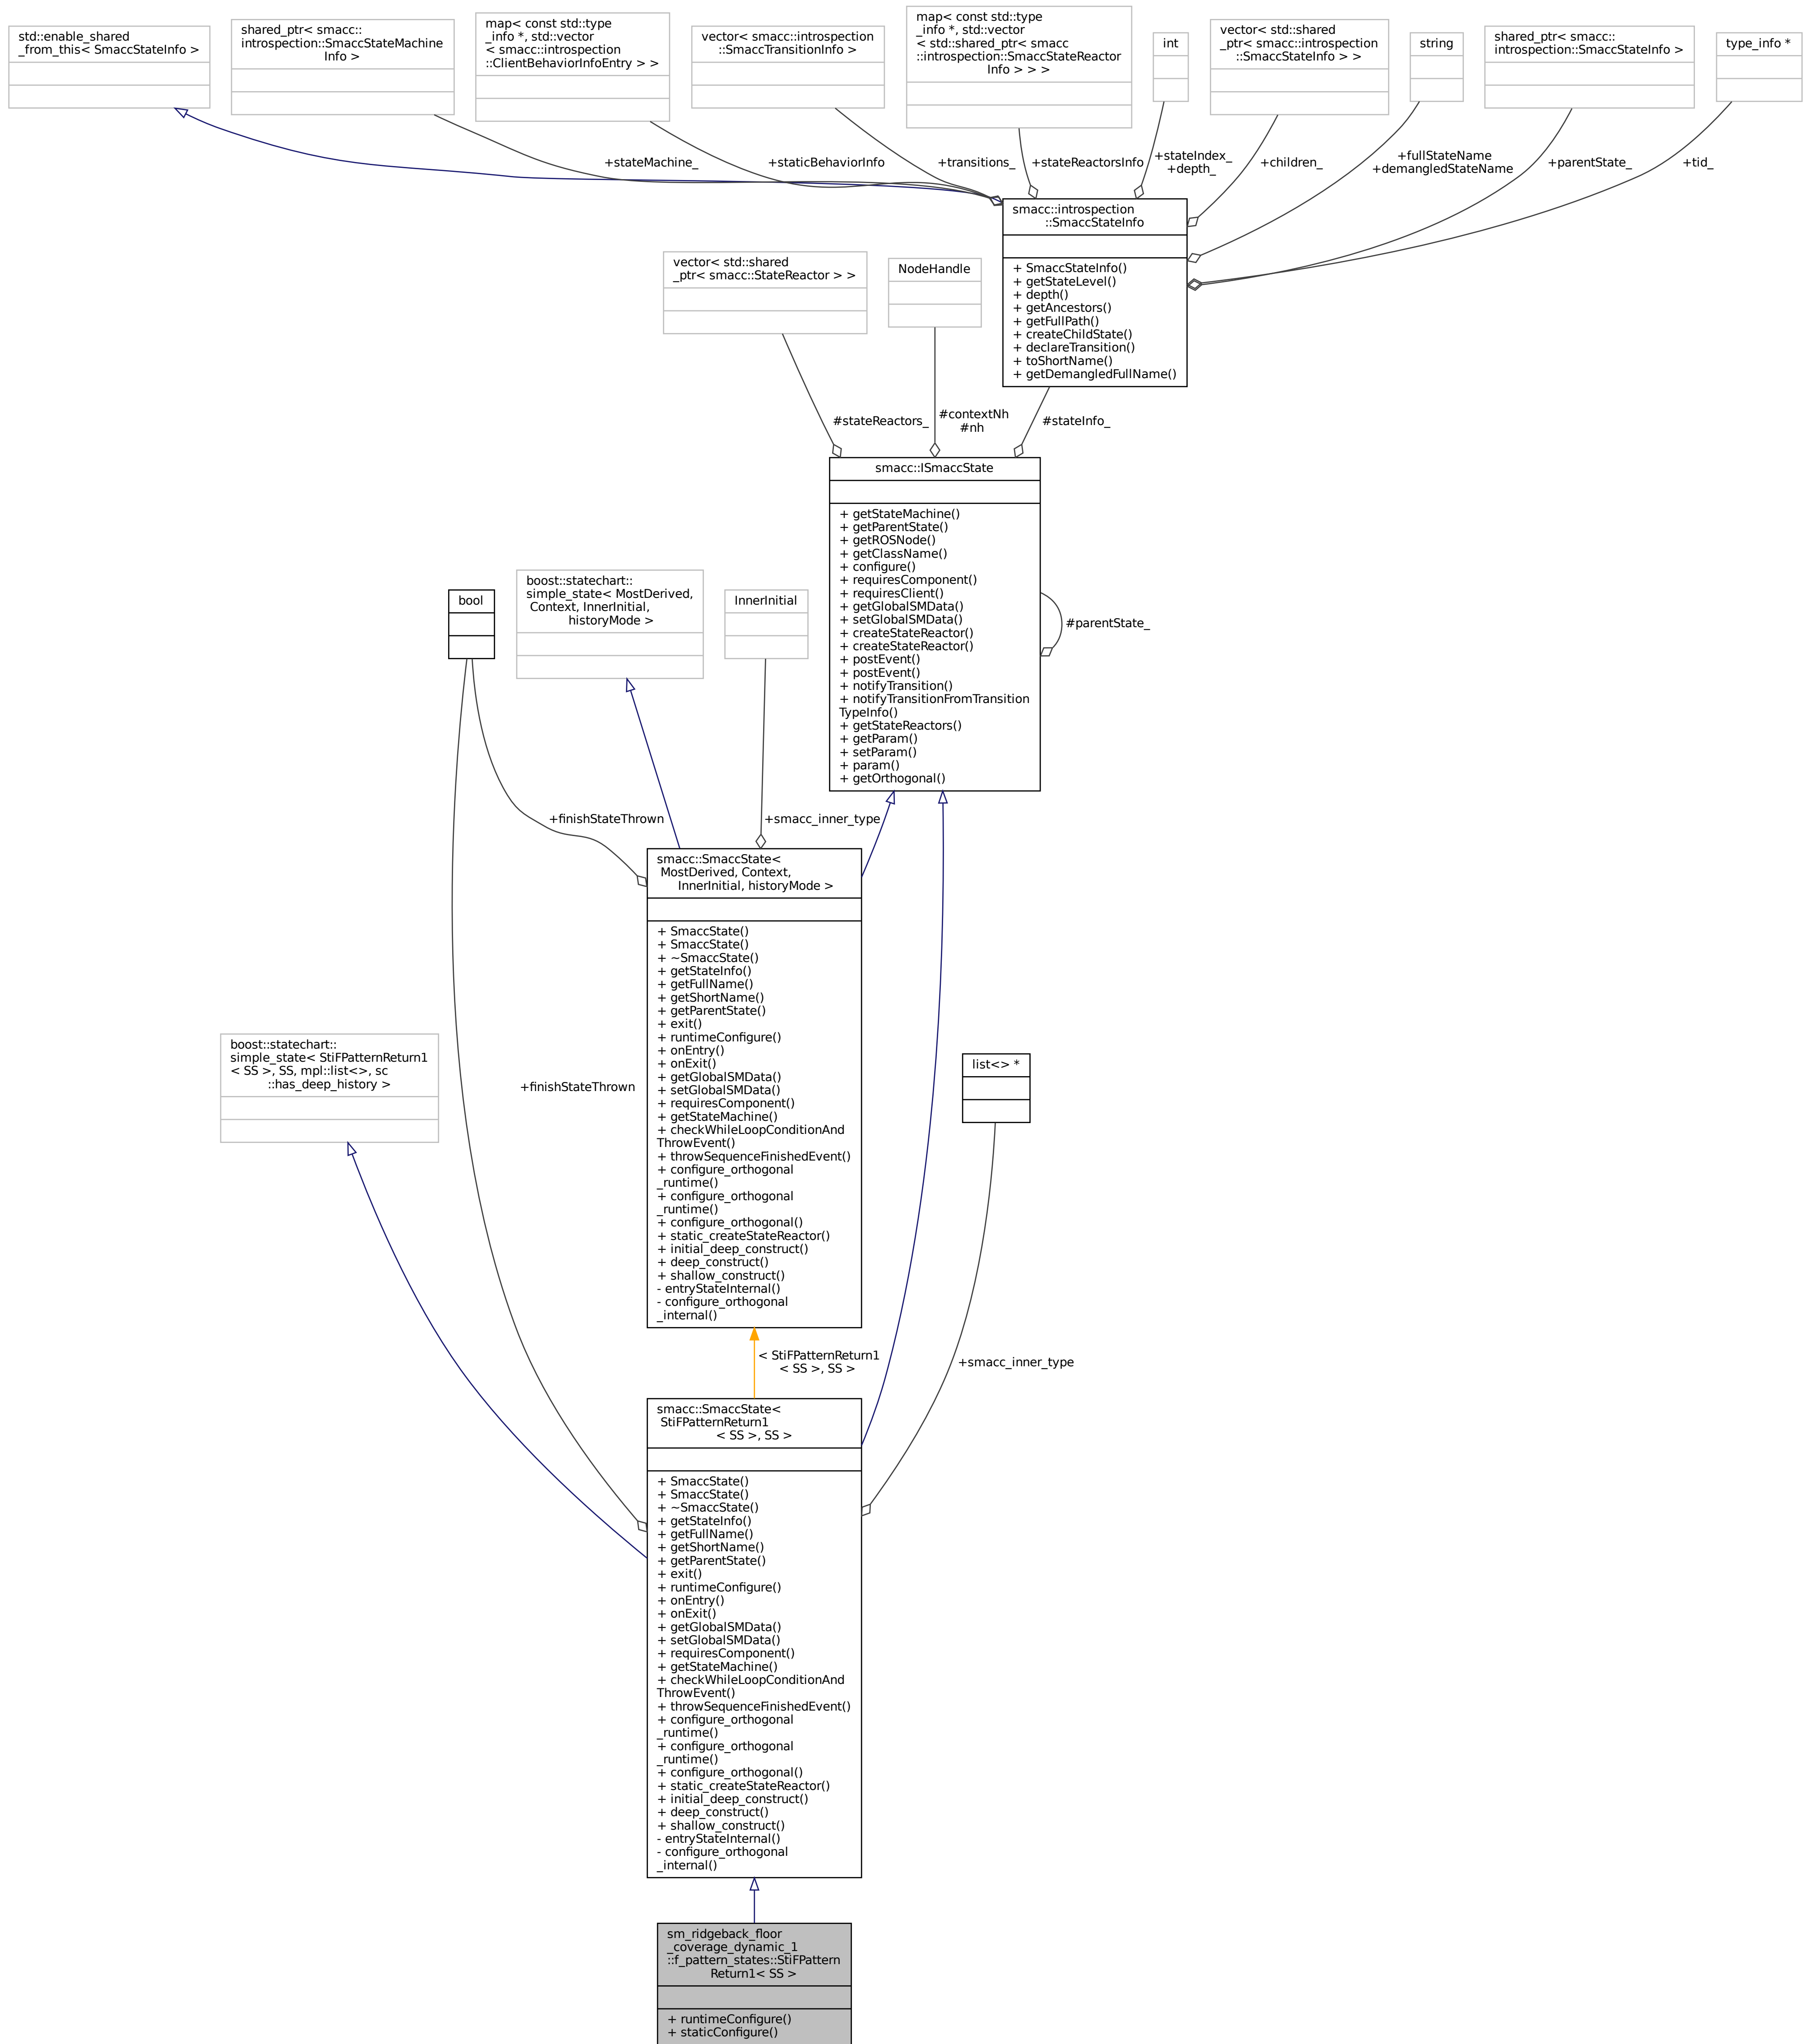 std::enable_shared
_from_this< SmaccStateInfo >
shared_ptr< smacc::
introspection::SmaccStateMachine
Info >
map< const std::type
_info *, std::vector
< smacc::introspection
::ClientBehaviorInfoEntry > >
vector< smacc::introspection
::SmaccTransitionInfo >
map< const std::type
_info *, std::vector
< std::shared_ptr< smacc
::introspection::SmaccStateReactor
Info > > >
int
vector< std::shared
_ptr< smacc::introspection
::SmaccStateInfo > >
string
shared_ptr< smacc::
introspection::SmaccStateInfo >
type_info *
+stateMachine_
+staticBehaviorInfo
+transitions_
+stateReactorsInfo
+stateIndex_
+depth_
+children_
+fullStateName
+demangledStateName
+parentState_
+tid_
smacc::introspection
::SmaccStateInfo
+ SmaccStateInfo()
+ getStateLevel()
+ depth()
+ getAncestors()
+ getFullPath()
+ createChildState()
+ declareTransition()
+ toShortName()
+ getDemangledFullName()
vector< std::shared
_ptr< smacc::StateReactor > >
NodeHandle
#stateReactors_
#contextNh
#nh
#stateInfo_
smacc::ISmaccState
+ getStateMachine()
+ getParentState()
+ getROSNode()
+ getClassName()
+ configure()
+ requiresComponent()
+ requiresClient()
+ getGlobalSMData()
+ setGlobalSMData()
+ createStateReactor()
+ createStateReactor()
+ postEvent()
+ postEvent()
+ notifyTransition()
+ notifyTransitionFromTransition
TypeInfo()
+ getStateReactors()
+ getParam()
+ setParam()
+ param()
+ getOrthogonal()
#parentState_
bool
boost::statechart::
simple_state< MostDerived,
Context, InnerInitial,
historyMode >
InnerInitial
+finishStateThrown
+smacc_inner_type
smacc::SmaccState<
MostDerived, Context,
InnerInitial, historyMode >
+ SmaccState()
+ SmaccState()
+ ~SmaccState()
+ getStateInfo()
+ getFullName()
+ getShortName()
+ getParentState()
+ exit()
+ runtimeConfigure()
+ onEntry()
+ onExit()
+ getGlobalSMData()
+ setGlobalSMData()
+ requiresComponent()
+ getStateMachine()
+ checkWhileLoopConditionAnd
ThrowEvent()
+ throwSequenceFinishedEvent()
+ configure_orthogonal
_runtime()
+ configure_orthogonal
_runtime()
+ configure_orthogonal()
+ static_createStateReactor()
+ initial_deep_construct()
+ deep_construct()
+ shallow_construct()
- entryStateInternal()
- configure_orthogonal
_internal()
boost::statechart::
simple_state< StiFPatternReturn1
< SS >, SS, mpl::list<>, sc
::has_deep_history >
+finishStateThrown
list<> *
< StiFPatternReturn1
< SS >, SS >
+smacc_inner_type
smacc::SmaccState<
StiFPatternReturn1
< SS >, SS >
+ SmaccState()
+ SmaccState()
+ ~SmaccState()
+ getStateInfo()
+ getFullName()
+ getShortName()
+ getParentState()
+ exit()
+ runtimeConfigure()
+ onEntry()
+ onExit()
+ getGlobalSMData()
+ setGlobalSMData()
+ requiresComponent()
+ getStateMachine()
+ checkWhileLoopConditionAnd
ThrowEvent()
+ throwSequenceFinishedEvent()
+ configure_orthogonal
_runtime()
+ configure_orthogonal
_runtime()
+ configure_orthogonal()
+ static_createStateReactor()
+ initial_deep_construct()
+ deep_construct()
+ shallow_construct()
- entryStateInternal()
- configure_orthogonal
_internal()
sm_ridgeback_floor
_coverage_dynamic_1
::f_pattern_states::StiFPattern
Return1< SS >
+ runtimeConfigure()
+ staticConfigure()